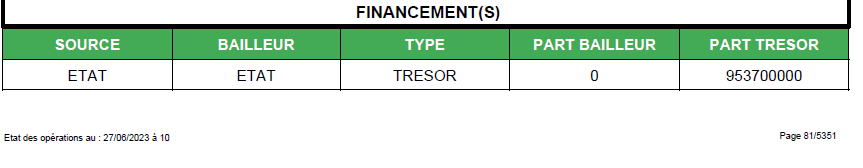 FINANCEMENT(S)
SOURCE BAILLEUR TYPE PART BAILLEUR PART TRESOR
ETAT ETAT TRESOR 0 953700000
Etat des opérations au : 27/06/2023 à 10 Page 81/5351